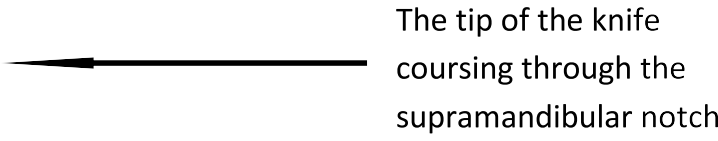 The tip of the knife
coursing through the
supramandibular notch